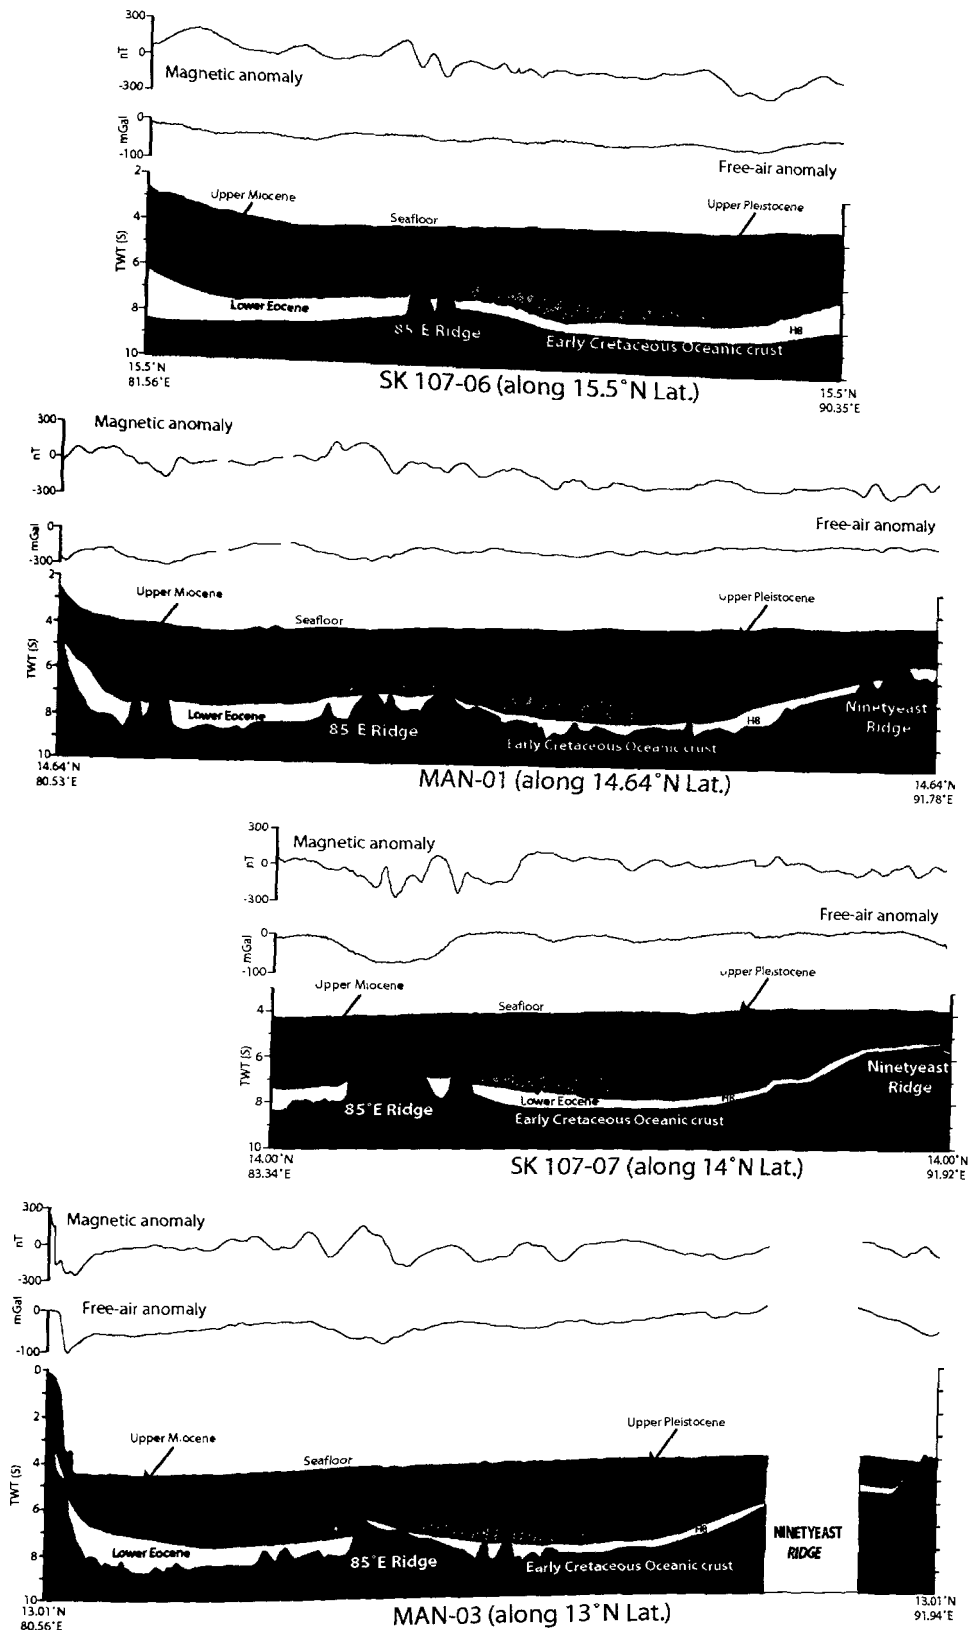 300
nT
0
-300
Magnetic anomaly
0
mGal
-100
Free-air anomaly
2
Upper Miocene
Seafloor
Upper Pleistocene
4
TWT (S)
6
8
Lower Eocene
H8
85°E Ridge
Early Cretaceous Oceanic crust
10
15.5°N
81.56°E
SK 107-06 (along 15.5°N Lat.)
15.5°N
90.35°E
300
Magnetic anomaly
nT
0
-300
0
Free-air anomaly
mGal
-300
2
Upper Miocene
Upper Pleistocene
Seafloor
4
TWT (S)
6
8
Lower Eocene
H8
Ninetyeast
Ridge
85°E Ridge
Early Cretaceous Oceanic crust
10
14.64°N
80.53°E
MAN-01 (along 14.64°N Lat.)
14.64°N
91.78°E
300
Magnetic anomaly
nT
0
-300
Free-air anomaly
0
mGal
-100
Upper Miocene
Upper Pleistocene
Seafloor
4
TWT (S)
6
Ninetyeast
Ridge
8
Lower Eocene
H8
85°E Ridge
Early Cretaceous Oceanic crust
10
14.00°N
83.34°E
SK 107-07 (along 14°N Lat.)
14.00°N
91.92°E
300
Magnetic anomaly
nT
0
-300
0
Free-air anomaly
mGal
-100
0
2
Upper Miocene
Upper Pleistocene
Seafloor
4
TWT (S)
6
H8
NINETYEAST
RIDGE
8
Lower Eocene
85°E Ridge
Early Cretaceous Oceanic crust
10
13.01°N
80.56°E
MAN-03 (along 13°N Lat.)
13.01°N
91.94°E